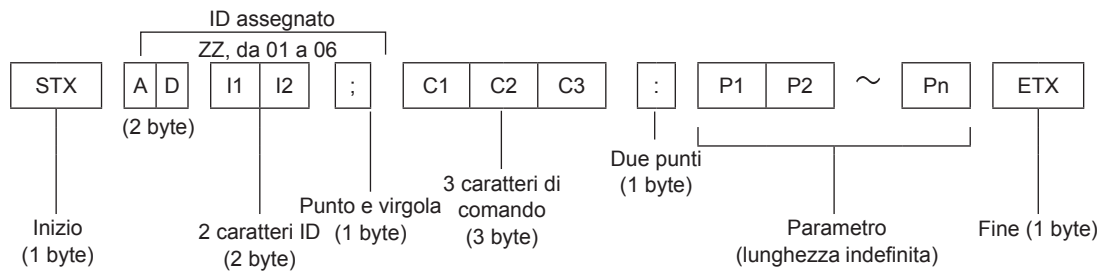 ID assegnato
ZZ, da 01 a 06
STX A D I1 I2 ; C1 C2 C3 : P1 P2 ～ Pn ETX
(2 byte)
Due punti
(1 byte)
3 caratteri di
comando
(3 byte)
Punto e virgola
(1 byte)
Inizio
(1 byte)
2 caratteri ID
(2 byte)
Parametro
(lunghezza indefinita)
Fine (1 byte)